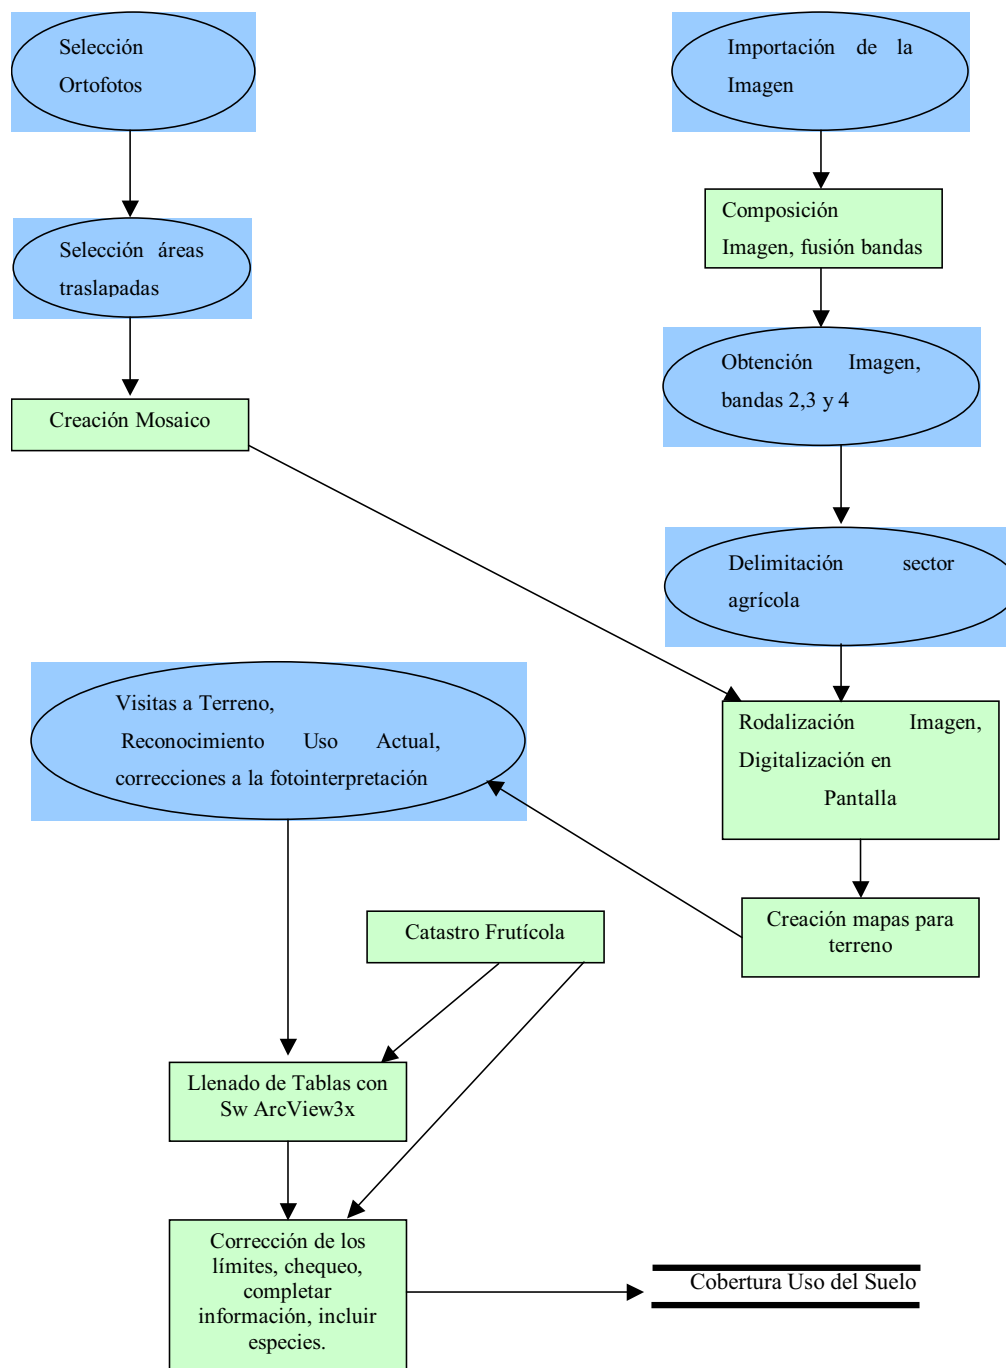 Selección
Ortofotos
Selección áreas
traslapadas
Creación Mosaico
Importación de la
Imagen
Composición
Imagen, fusión bandas
Obtención Imagen,
bandas 2,3 y 4
Delimitación sector
agrícola
Rodalización Imagen,
Digitalización en
Pantalla
Creación mapas para
terreno
Visitas a Terreno,
Reconocimiento Uso Actual,
correcciones a la fotointerpretación
Catastro Frutícola
Llenado de Tablas con
Sw ArcView3x
Corrección de los
límites, chequeo,
completar
información, incluir
especies.
Cobertura Uso del Suelo